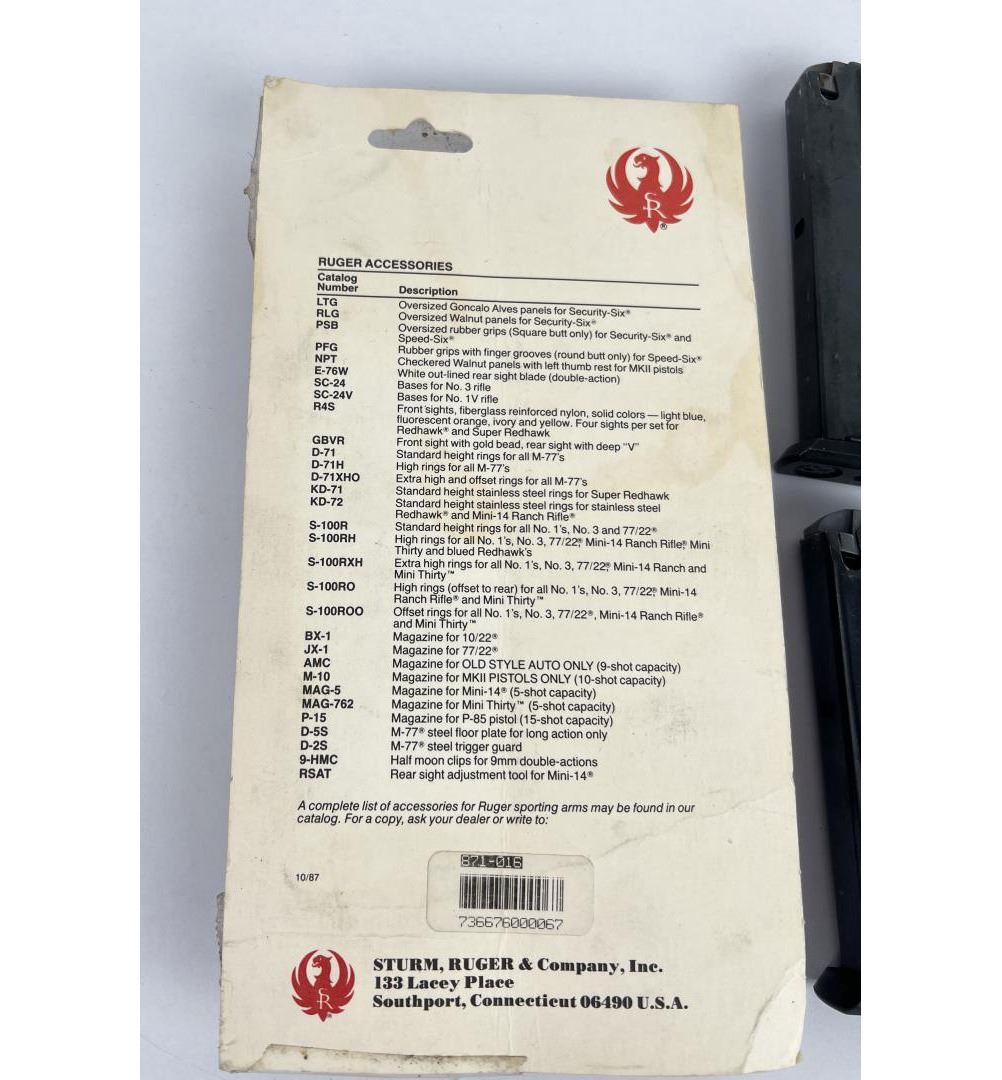 SR
®
RUGER ACCESSORIES
Catalog
Number Description
LTG Oversized Goncalo Alves panels for Security-Six®
RLG Oversized Walnut panels for Security-Six®
PSB Oversized rubber grips (Square butt only) for Security-Six® and
Speed-Six®
PFG Rubber grips with finger grooves (round butt only) for Speed-Six®
NPT Checkered Walnut panels with left thumb rest for MKII pistols
E-76W White out-lined rear sight blade (double-action)
SC-24 Bases for No. 3 rifle
SC-24V Bases for No. 1V rifle
R4S Front sights, fiberglass reinforced nylon, solid colors — light blue,
fluorescent orange, ivory and yellow. Four sights per set for
Redhawk® and Super Redhawk
GBVR Front sight with gold bead, rear sight with deep "V"
D-71 Standard height rings for all M-77's
D-71H High rings for all M-77's
D-71XHO Extra high and offset rings for all M-77's
KD-71 Standard height stainless steel rings for Super Redhawk
KD-72 Standard height stainless steel rings for stainless steel
Redhawk® and Mini-14 Ranch Rifle®
S-100R Standard height rings for all No. 1's, No. 3 and 77/22®
S-100RH High rings for all No. 1's, No. 3, 77/22®, Mini-14 Ranch Rifle®, Mini
Thirty and blued Redhawk's
S-100RXH Extra high rings for all No. 1's, No. 3, 77/22®, Mini-14 Ranch and
Mini Thirty™
S-100RO High rings (offset to rear) for all No. 1's, No. 3, 77/22®, Mini-14
Ranch Rifle® and Mini Thirty™
S-100ROO Offset rings for all No. 1's, No. 3, 77/22®, Mini-14 Ranch Rifle®
and Mini Thirty™
BX-1 Magazine for 10/22®
JX-1 Magazine for 77/22®
AMC Magazine for OLD STYLE AUTO ONLY (9-shot capacity)
M-10 Magazine for MKII PISTOLS ONLY (10-shot capacity)
MAG-5 Magazine for Mini-14® (5-shot capacity)
MAG-762 Magazine for Mini Thirty™ (5-shot capacity)
P-15 Magazine for P-85 pistol (15-shot capacity)
D-5S M-77® steel floor plate for long action only
D-2S M-77® steel trigger guard
9-HMC Half moon clips for 9mm double-actions
RSAT Rear sight adjustment tool for Mini-14®
A complete list of accessories for Ruger sporting arms may be found in our
catalog. For a copy, ask your dealer or write to:
10/87
871-016
736676000067
SR
®
STURM, RUGER & Company, Inc.
133 Lacey Place
Southport, Connecticut 06490 U.S.A.